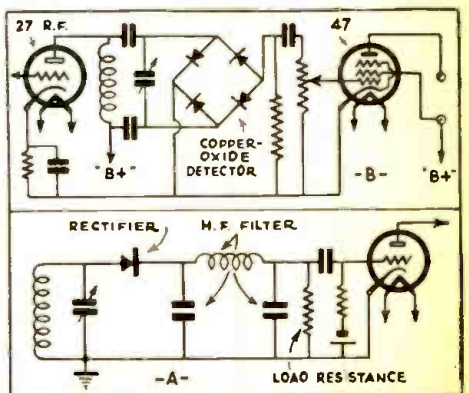 27 R.F.
47
COPPER-
OXIDE
DETECTOR
"B+"
-B-
"B+"
RECTIFIER
H.F. FILTER
-A-
LOAD RESISTANCE